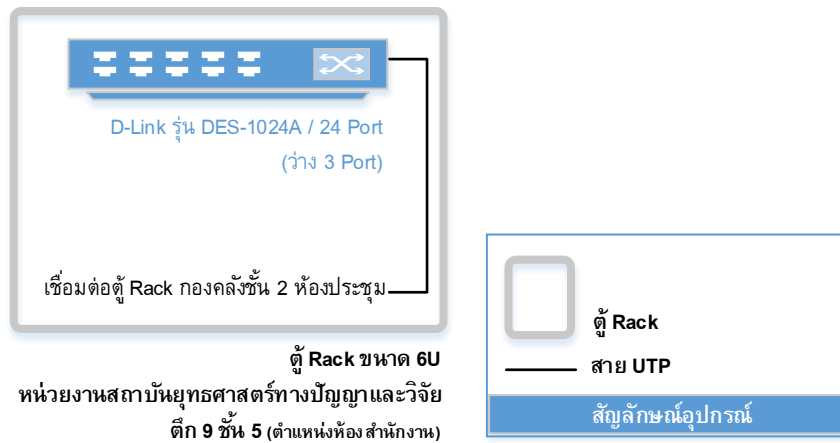 D-Link รุ่น DES-1024A / 24 Port
(ว่าง 3 Port)
เชื่อมต่อตู้ Rack กองคลังชั้น 2 ห้องประชุม
ตู้ Rack ขนาด 6U
หน่วยงานสถาบันยุทธศาสตร์ทางปัญญาและวิจัย
ตึก 9 ชั้น 5 (ตำแหน่งห้องสำนักงาน)
ตู้ Rack
สาย UTP
สัญลักษณ์อุปกรณ์